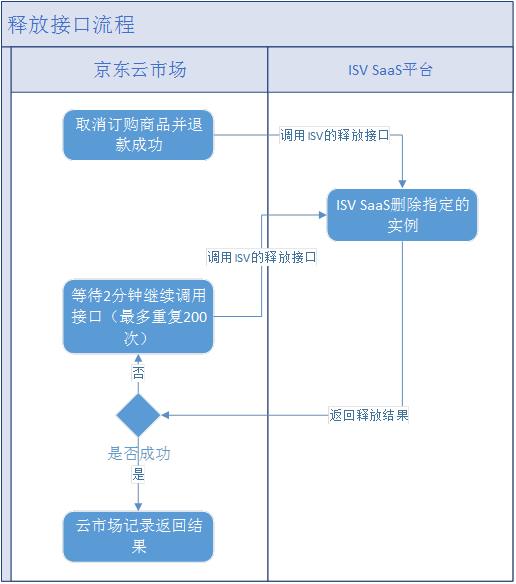 释放接口流程
京东云市场
ISV SaaS平台
取消订购商品并退
款成功
调用ISV的释放接口
ISV SaaS删除指定的
实例
调用ISV的释放接口
等待2分钟继续调用
接口（最多重复200
次）
否
返回释放结果
是否成功
是
云市场记录返回结
果